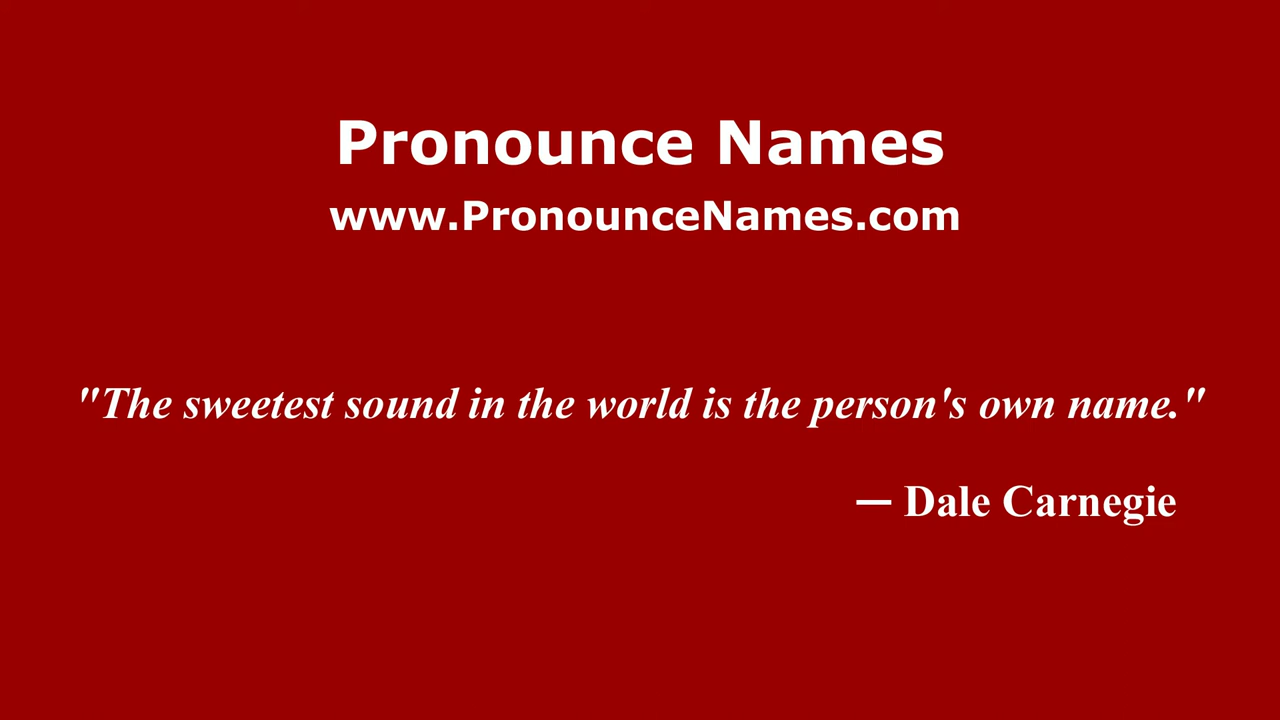 Pronounce Names
www.PronounceNames.com
"The sweetest sound in the world is the person's own name."
— Dale Carnegie